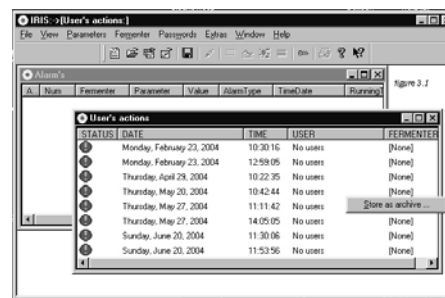 IRIS:->[User's actions:]
File View Parameters Fermenter Passwords Extras Window Help
Alarm's
A. Num Fermenter Parameter Value AlarmType TimeDate RunningT
figure 3.1
User's actions
STATUS DATE TIME USER FERMENTER
Monday, February 23, 2004 10:30:16 No users [None]
Monday, February 23, 2004 12:59:05 No users [None]
Thursday, April 29, 2004 10:22:35 No users [None]
Thursday, May 20, 2004 10:42:44 No users [None]
Thursday, May 27, 2004 11:11:42 No users
Store as archive ...
Thursday, May 27, 2004 14:05:05 No users [None]
Sunday, June 20, 2004 11:30:06 No users [None]
Sunday, June 20, 2004 11:53:56 No users [None]